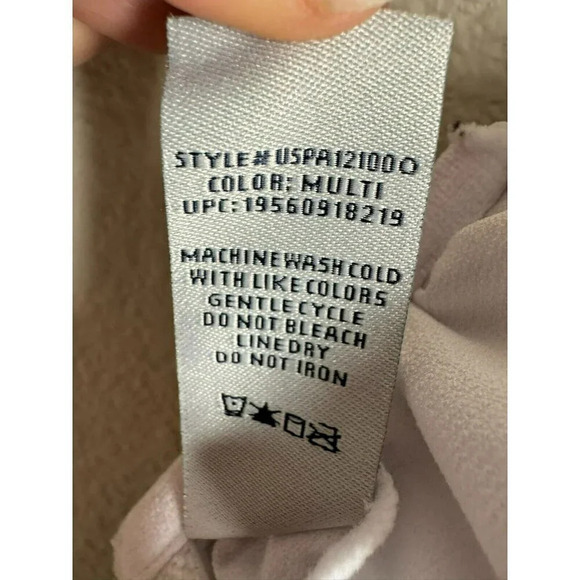 STYLE# USPA12100O
COLOR: MULTI
UPC: 19560918219
MACHINE WASH COLD
WITH LIKE COLORS
GENTLE CYCLE
DO NOT BLEACH
LINE DRY
DO NOT IRON